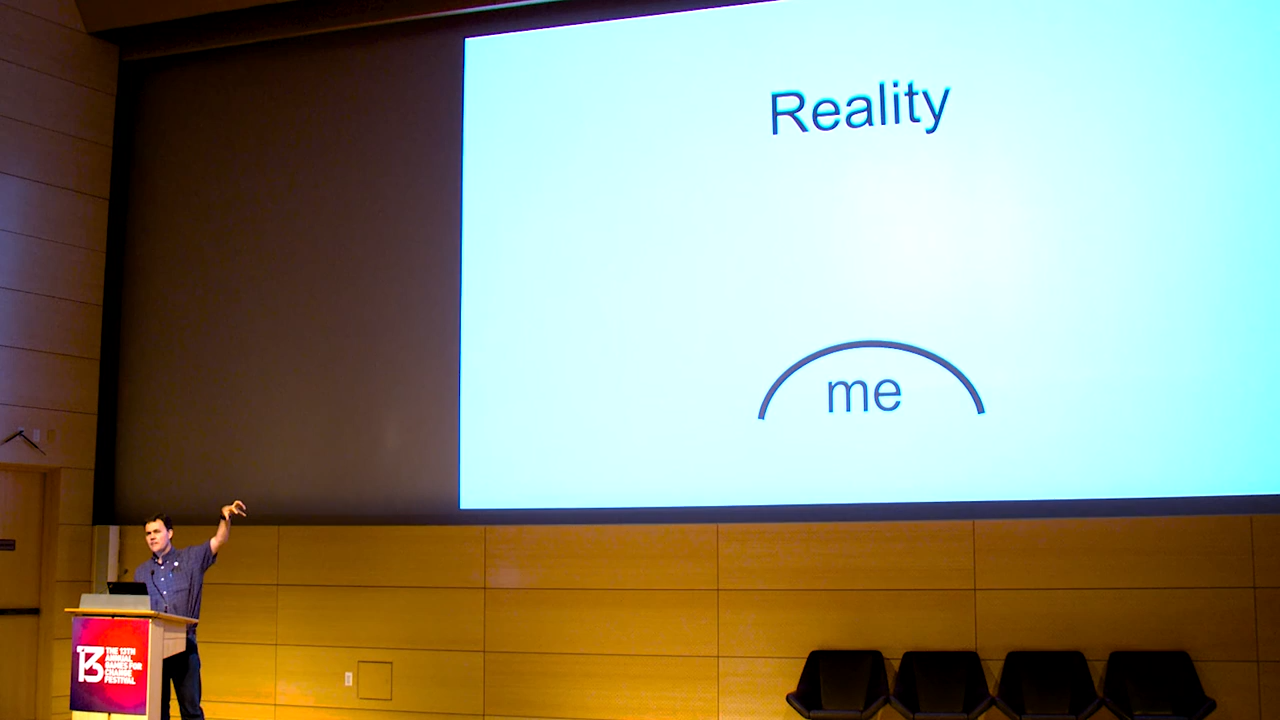 Reality
me
13
THE 13TH
ANNUAL
GAMES FOR
CHANGE
FESTIVAL